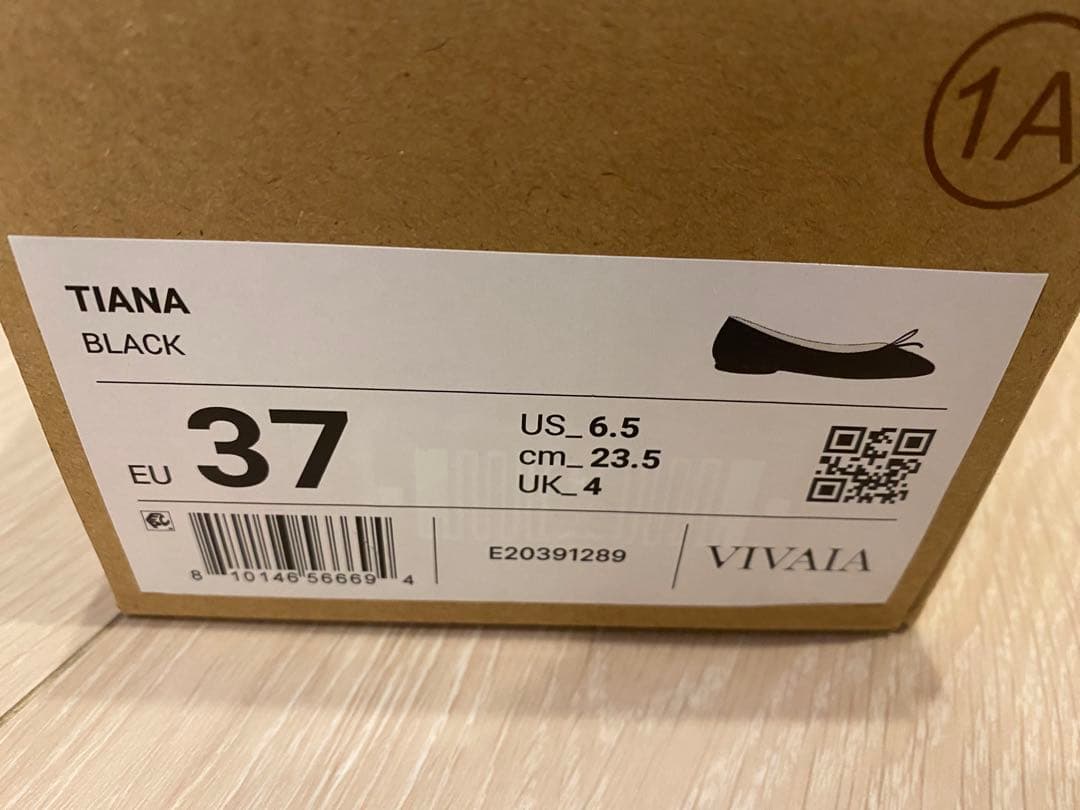 1A
TIANA
BLACK
EU 37
US_6.5
cm_23.5
UK_4
8 10146 56669 4
E20391289
VIVAIA